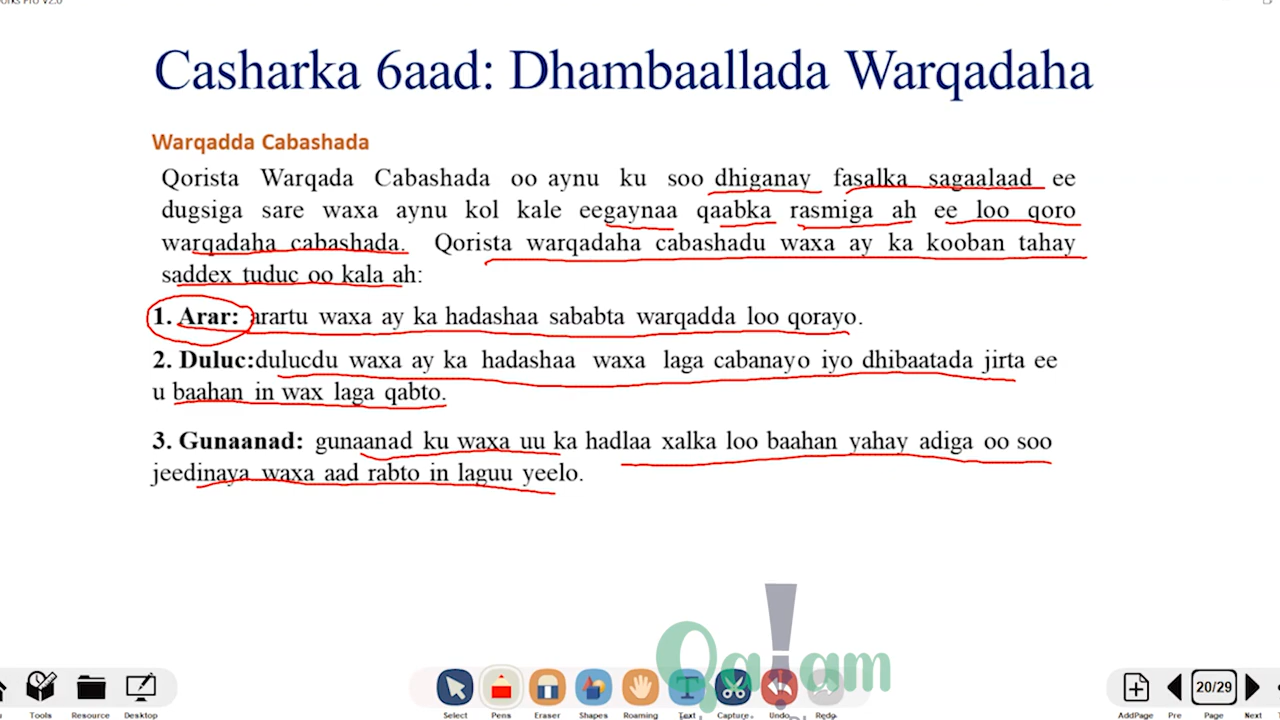 Casharka 6aad: Dhambaallada Warqadaha
Warqadda Cabashada
Qorista Warqada Cabashada oo aynu ku soo dhiganay fasalka sagaalaad ee
dugsiga sare waxa aynu kol kale eegaynaa qaabka rasmiga ah ee loo qoro
warqadaha cabashada. Qorista warqadaha cabashadu waxa ay ka kooban tahay
saddex tuduc oo kala ah:
1. Arar: arartu waxa ay ka hadashaa sababta warqadda loo qorayo.
2. Duluc:dulucdu waxa ay ka hadashaa waxa laga cabanayo iyo dhibaatada jirta ee
u baahan in wax laga qabto.
3. Gunaanad: gunaanad ku waxa uu ka hadlaa xalka loo baahan yahay adiga oo soo
jeedinaya waxa aad rabto in laguu yeelo.
Qalam
Tools Resource Desktop Select Pens Eraser Shapes Roaming Text Capture Undo Redo AddPage Pre Page Next
20/29